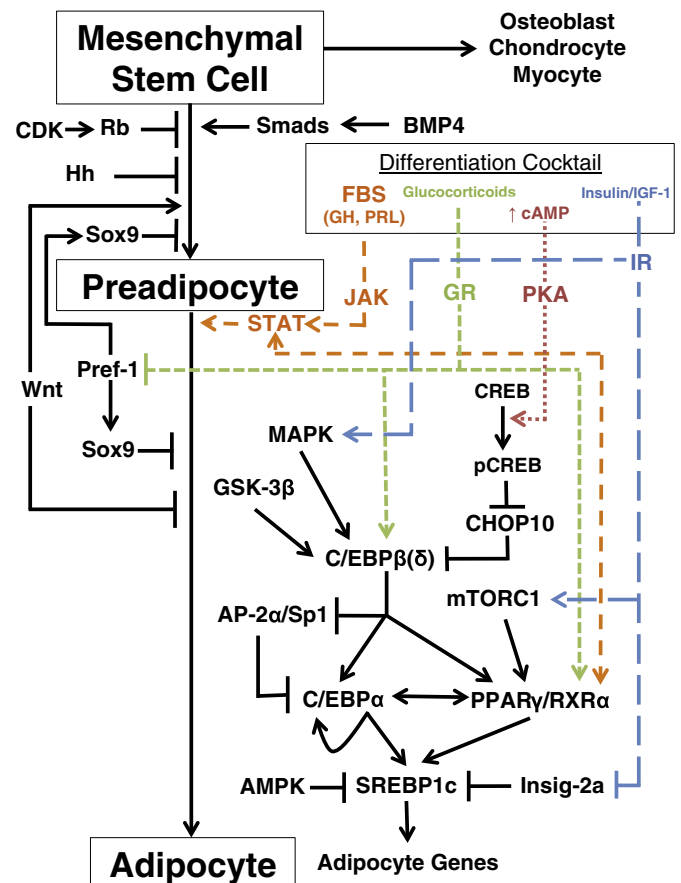 Mesenchymal
Stem Cell
Osteoblast
Chondrocyte
Myocyte
CDK
Rb
Smads
BMP4
Hh
Differentiation Cocktail
FBS
(GH, PRL)
Glucocorticoids
↑ cAMP
Insulin/IGF-1
Sox9
IR
Preadipocyte
JAK
GR
PKA
STAT
Pref-1
Wnt
CREB
Sox9
MAPK
pCREB
GSK-3β
CHOP10
C/EBPβ(δ)
AP-2α/Sp1
mTORC1
C/EBPα
PPARγ/RXRα
AMPK
SREBP1c
Insig-2a
Adipocyte
Adipocyte Genes